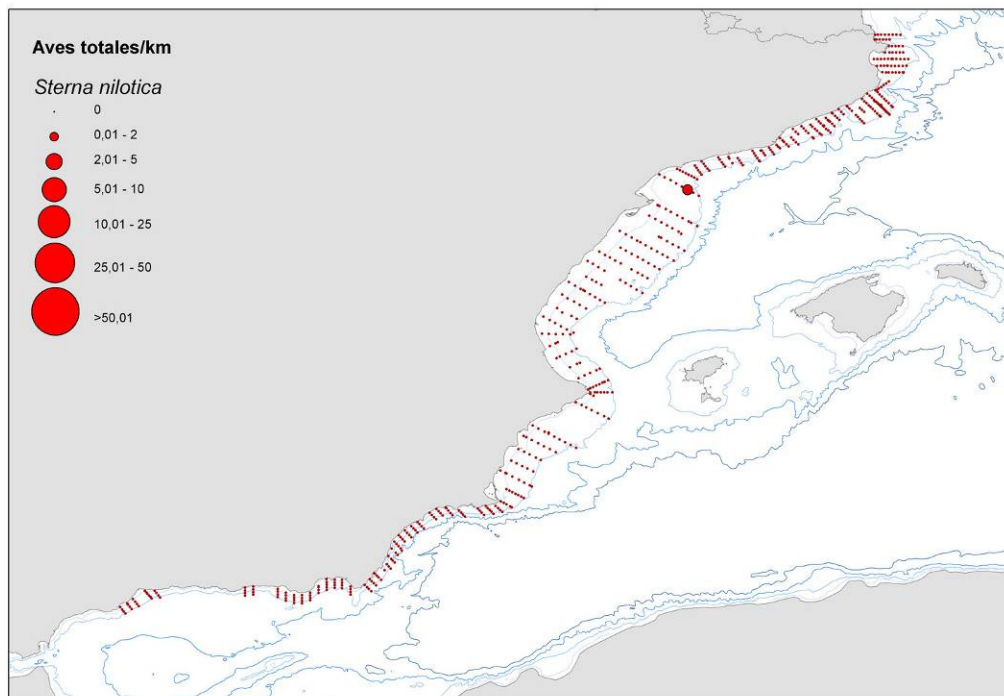 Aves totales/km
Sterna nilotica
0
0,01 - 2
2,01 - 5
5,01 - 10
10,01 - 25
25,01 - 50
>50,01